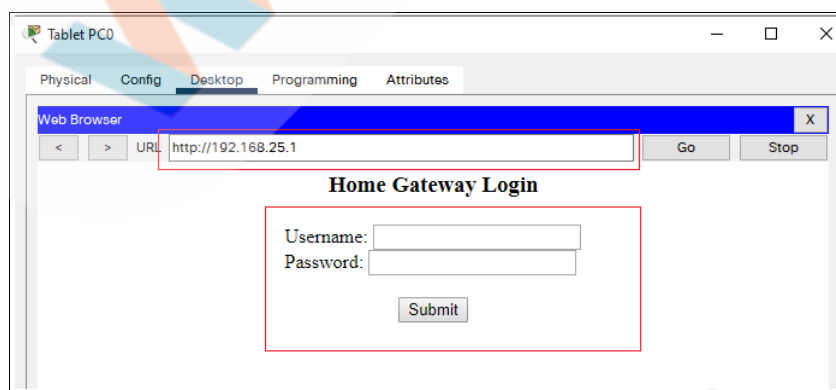 Tablet PC0
Physical Config Desktop Programming Attributes
Web Browser X
< > URL http://192.168.25.1 Go Stop
Home Gateway Login
Username:
Password:
Submit